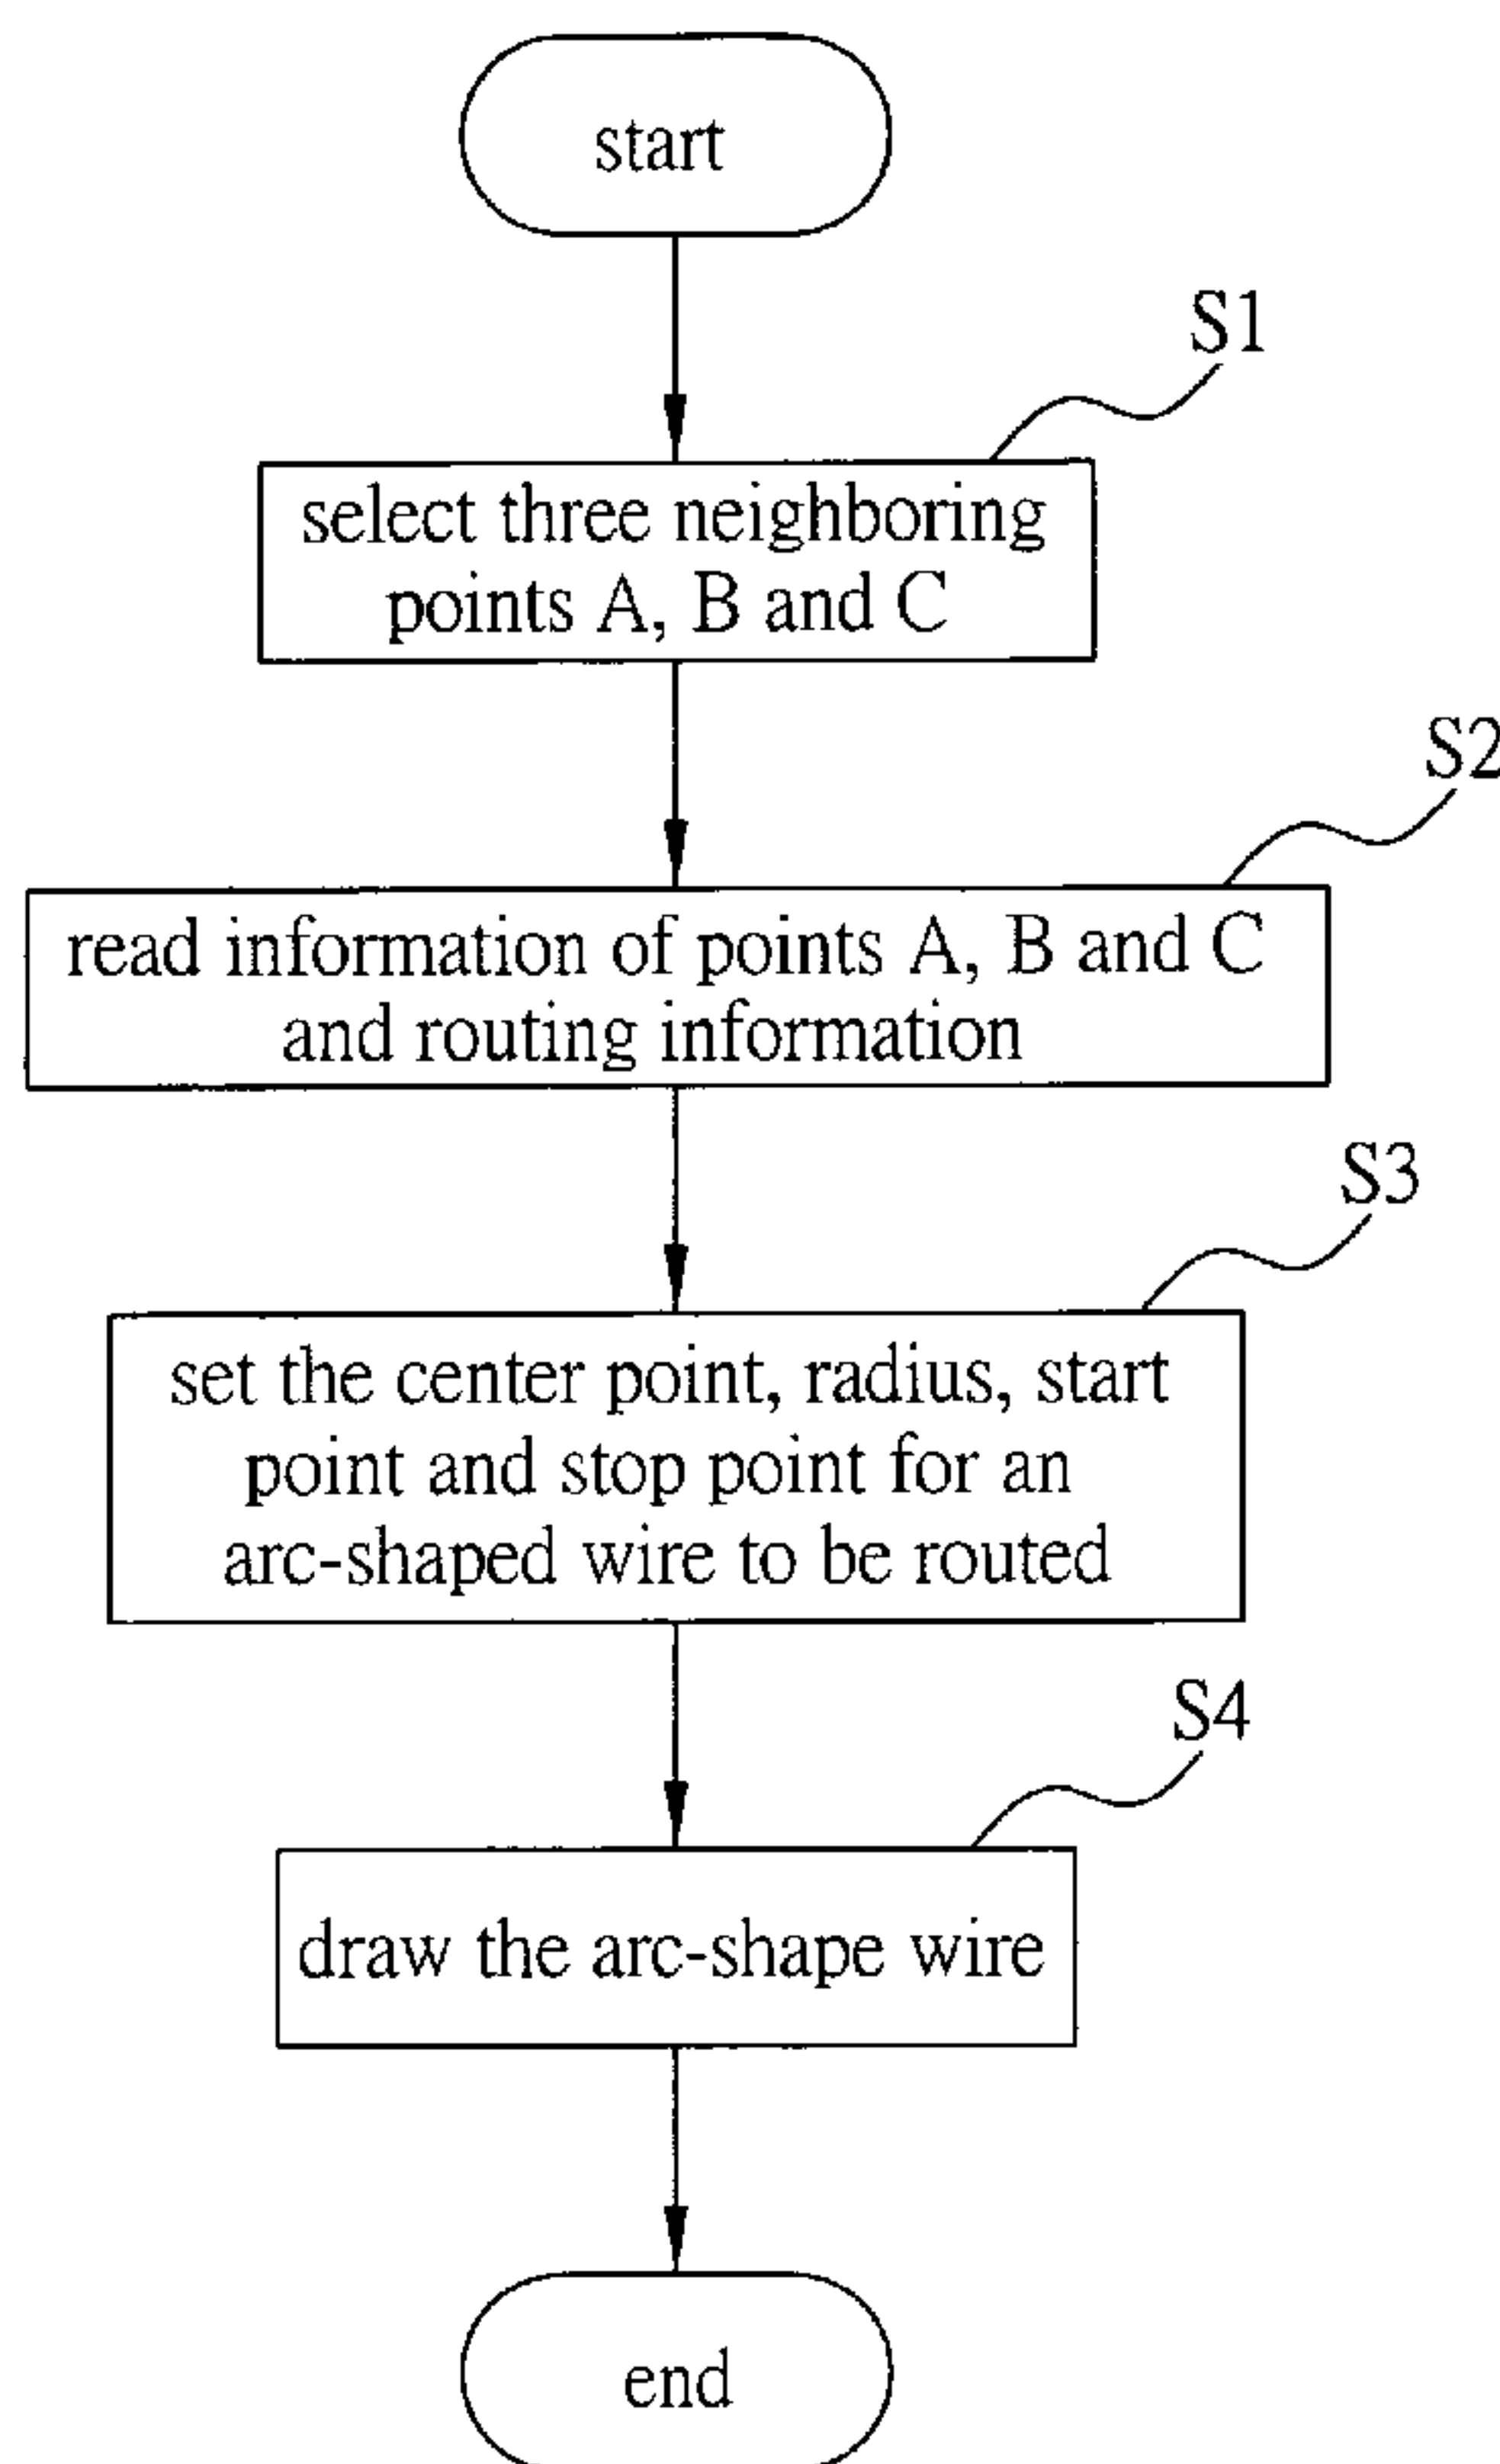 start
S1
select three neighboring
points A, B and C
S2
read information of points A, B and C
and routing information
S3
set the center point, radius, start
point and stop point for an
arc-shaped wire to be routed
S4
draw the arc-shape wire
end